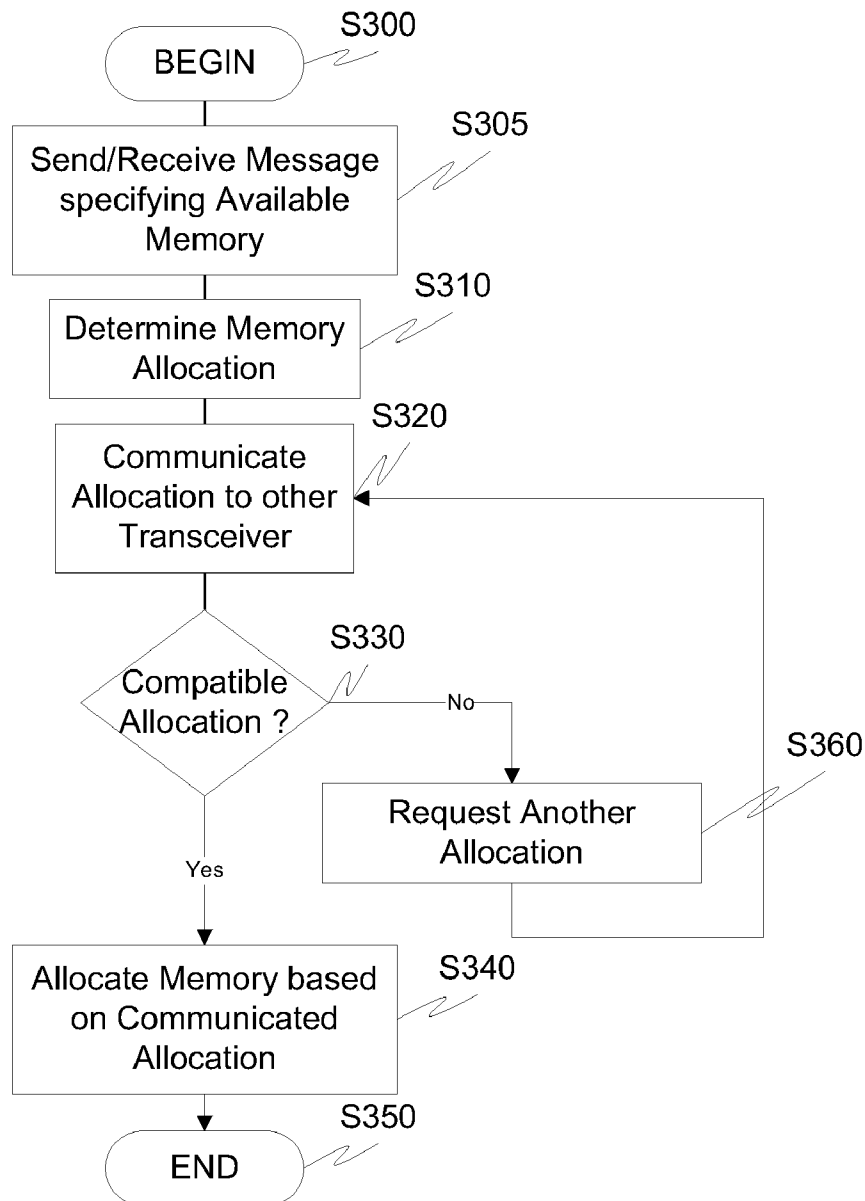 S300
BEGIN
S305
Send/Receive Message
specifying Available
Memory
S310
Determine Memory
Allocation
S320
Communicate
Allocation to other
Transceiver
S330
Compatible
Allocation ?
No
S360
Request Another
Allocation
Yes
S340
Allocate Memory based
on Communicated
Allocation
S350
END